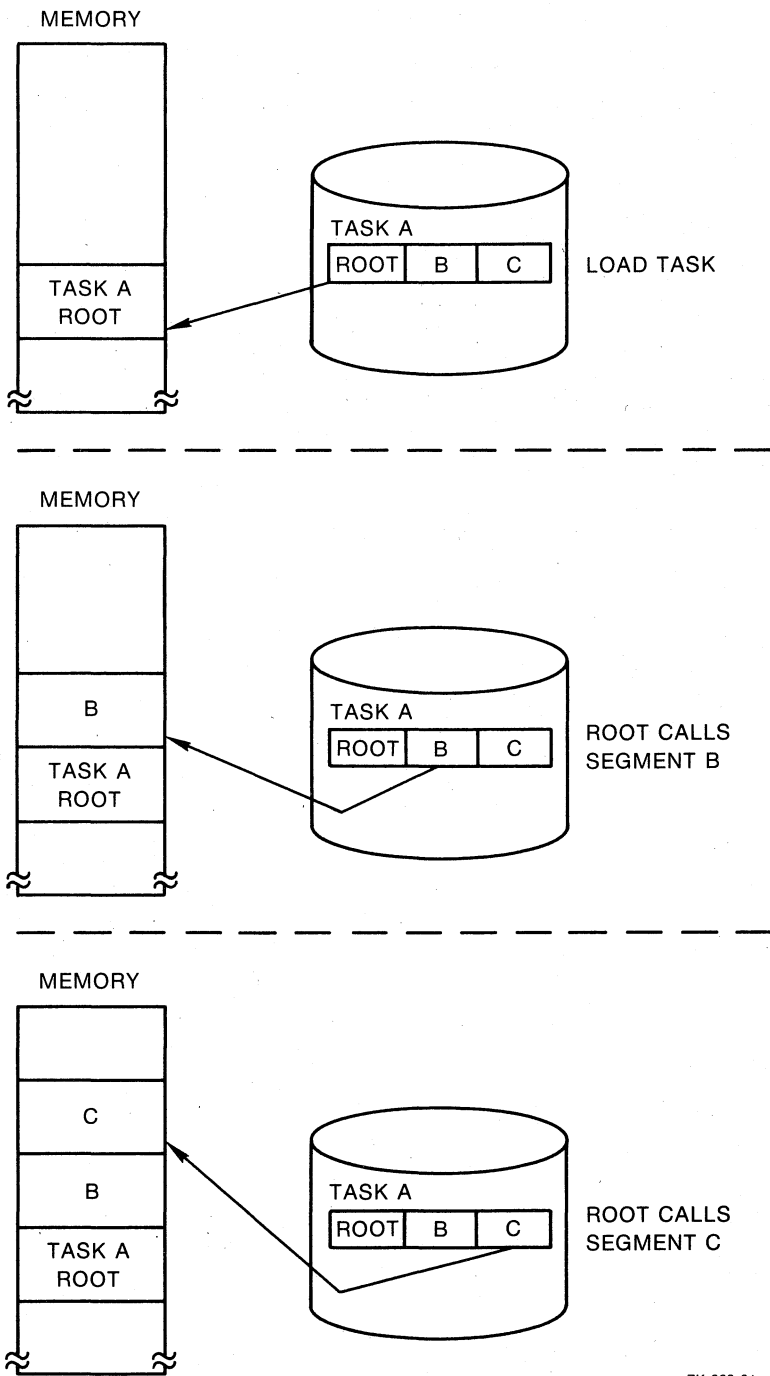 MEMORY
TASK A
ROOT B C
LOAD TASK
TASK A
ROOT
MEMORY
B
TASK A
ROOT
TASK A
ROOT B C
ROOT CALLS
SEGMENT B
MEMORY
C
B
TASK A
ROOT
TASK A
ROOT B C
ROOT CALLS
SEGMENT C